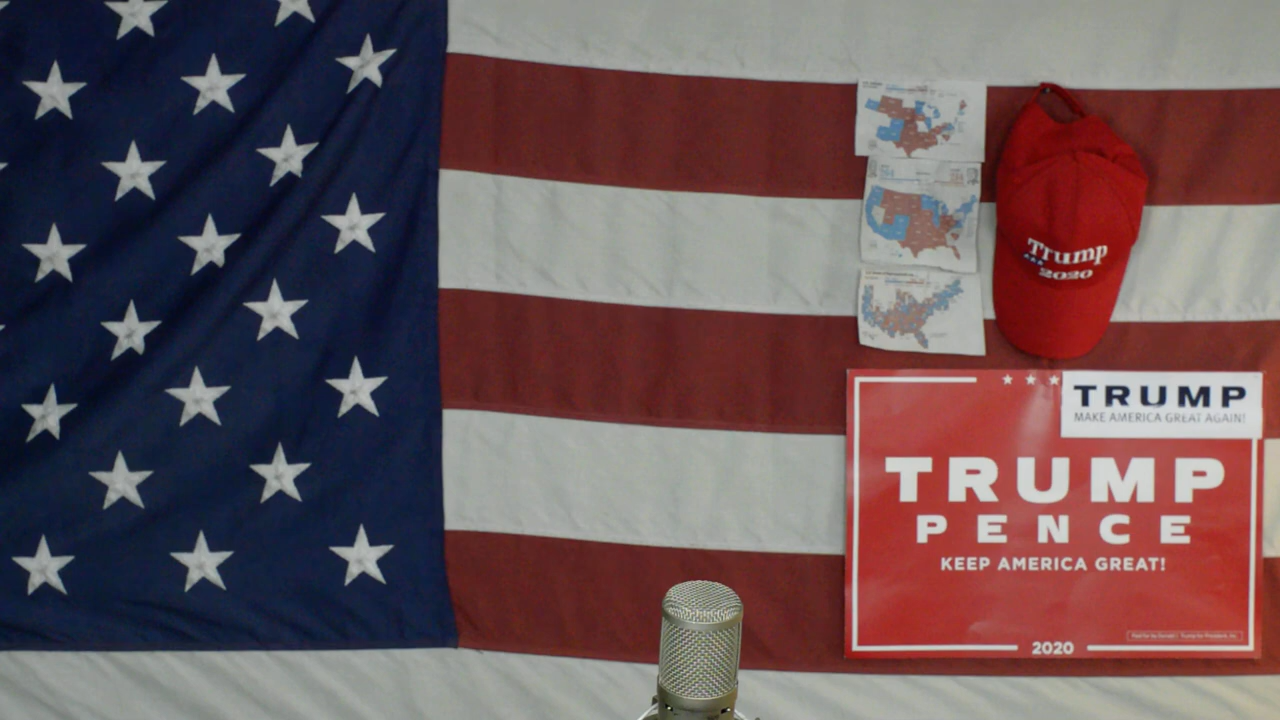 Trump
2020
TRUMP
MAKE AMERICA GREAT AGAIN!
TRUMP
PENCE
KEEP AMERICA GREAT!
2020